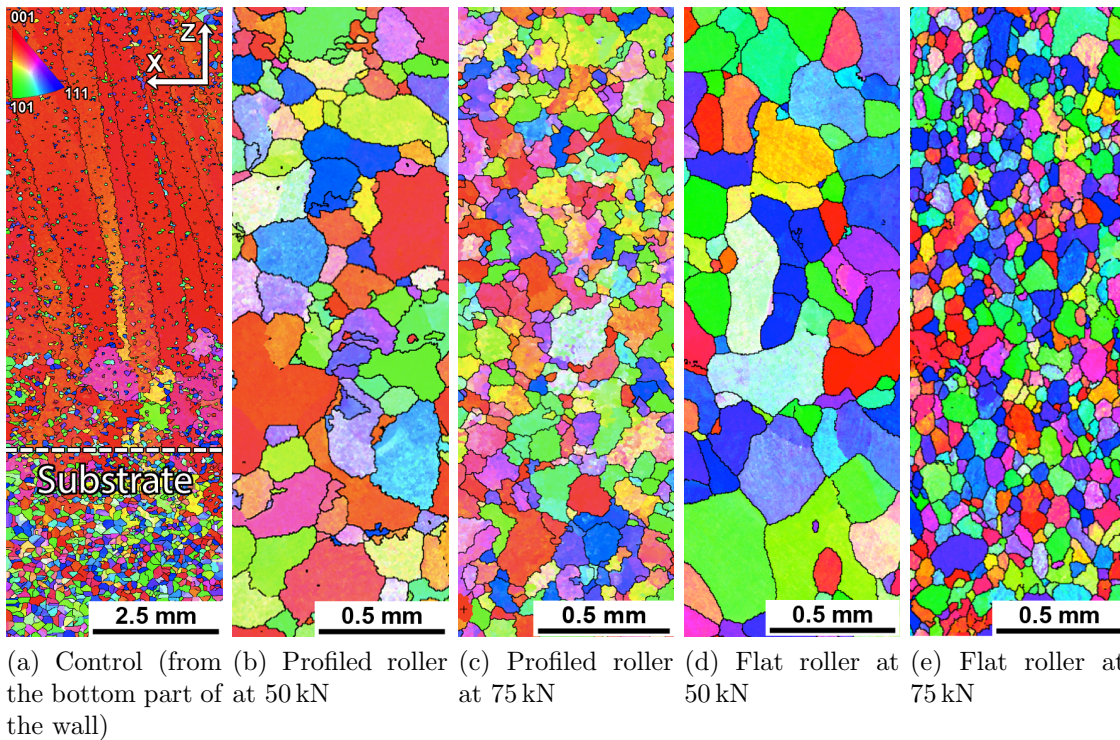 001
Z
X
111
101
Substrate
2.5 mm
0.5 mm
0.5 mm
0.5 mm
0.5 mm
(a) Control (from
the bottom part of
the wall)
(b) Profiled roller
at 50 kN
(c) Profiled roller
at 75 kN
(d) Flat roller at
50 kN
(e) Flat roller at
75 kN